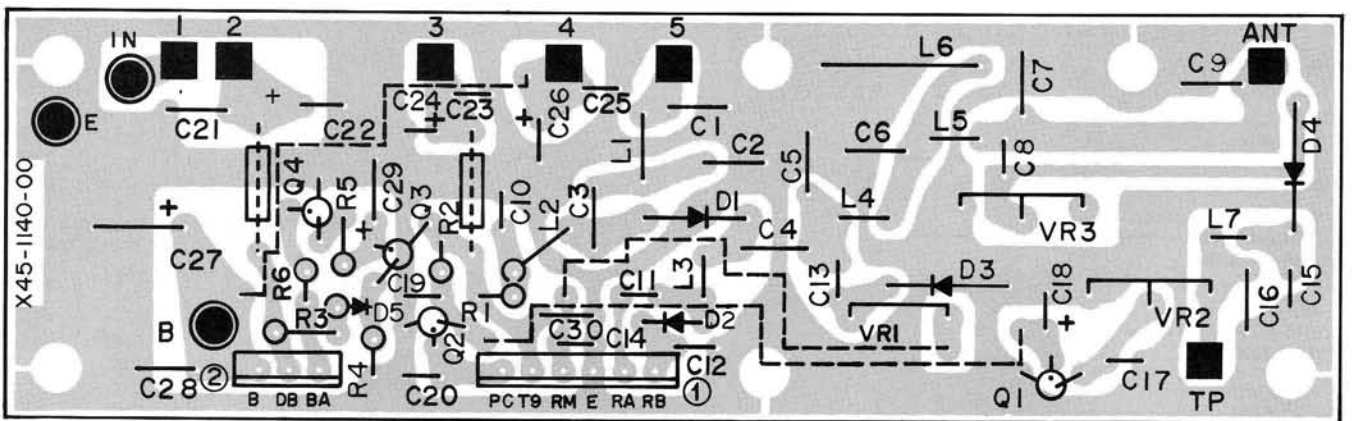 1 2 3 4 5 ANT
IN
L6 C7 C9
E
+
C21 C22 C24 C23 C26 C25 C1
+ +
C2 C6 L5 C8 D4
L1 C5
Q4 R5 C29 Q3 R2 C10 L2 C3
D1 L4 VR3 L7
+ +
C27 C4
X45-1140-00
R6 C19 C11 L3 C13 D3 C18 C16 C15
B R3 D5 R1 C30 D2 VR1 + VR2
R4 Q2 C14
C28 ② C20 C12 Q1 C17 TP
B DB BA PC T9 RM E RA RB ①